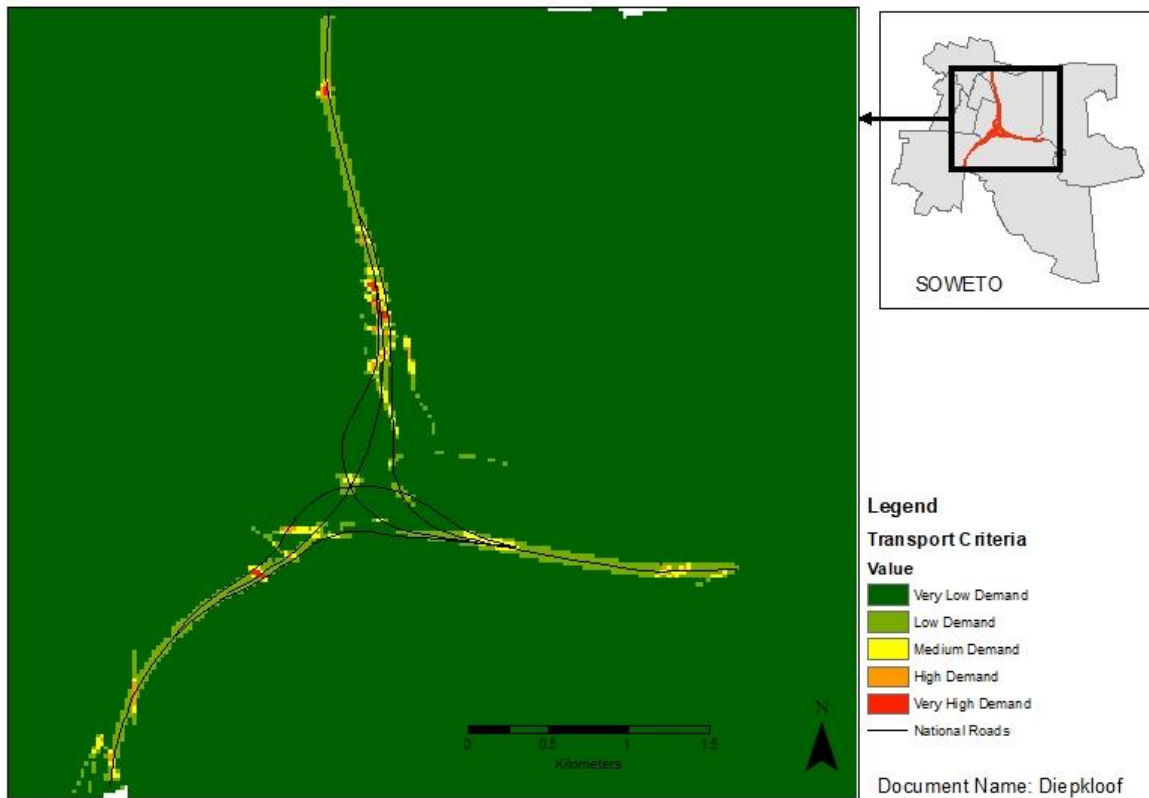 SOWETO
Legend
Transport Criteria
Value
Very Low Demand
Low Demand
Medium Demand
High Demand
Very High Demand
National Roads
N
0 0.5 1 1.5
Kilometers
Document Name: Diepkloof